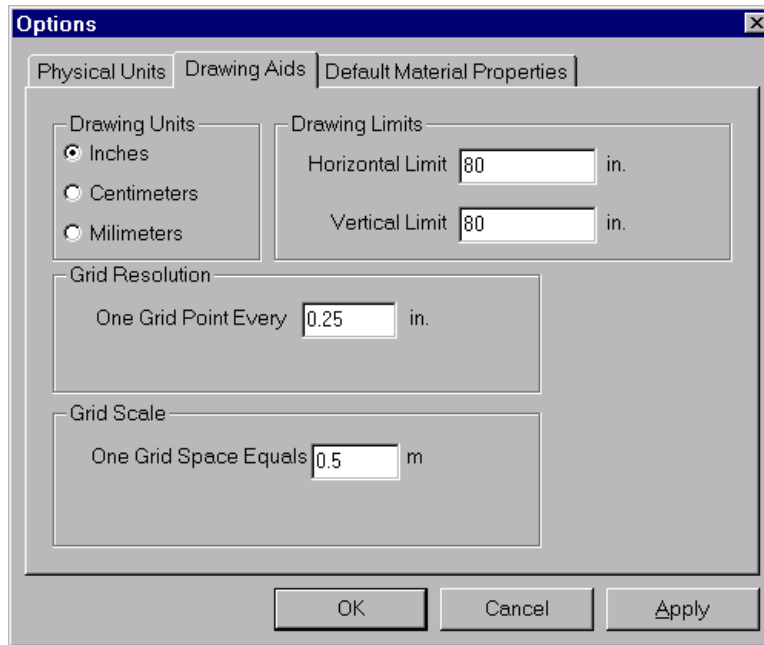 Options
Physical Units Drawing Aids Default Material Properties
Drawing Units
Inches
Centimeters
Milimeters
Drawing Limits
Horizontal Limit 80 in.
Vertical Limit 80 in.
Grid Resolution
One Grid Point Every 0.25 in.
Grid Scale
One Grid Space Equals 0.5 m
OK Cancel Apply